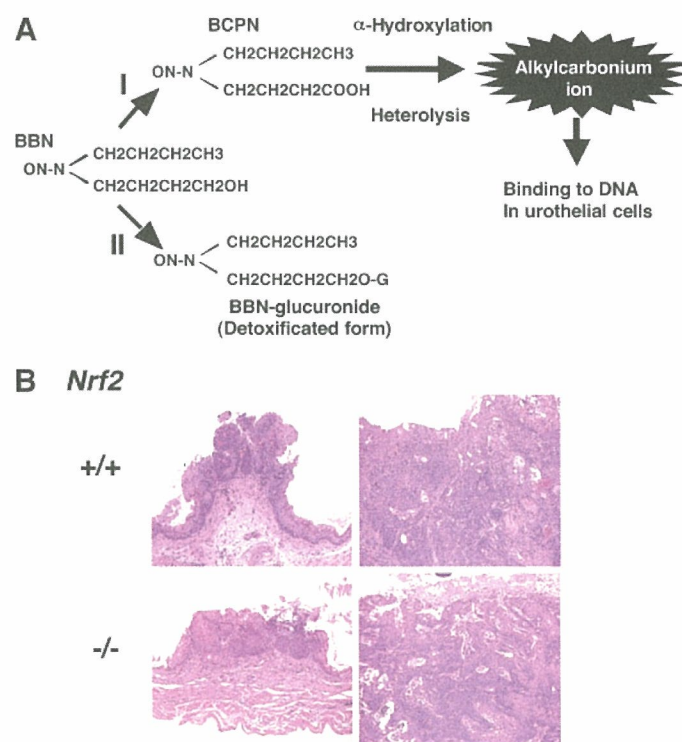 A
BCPN
α-Hydroxylation
CH2CH2CH2CH3
ON-N
CH2CH2CH2COOH
Alkylcarbonium
ion
I
Heterolysis
BBN
CH2CH2CH2CH3
ON-N
CH2CH2CH2CH2OH
Binding to DNA
In urothelial cells
II
CH2CH2CH2CH3
ON-N
CH2CH2CH2CH2O-G
BBN-glucuronide
(Detoxificated form)
B Nrf2
+/+
-/-